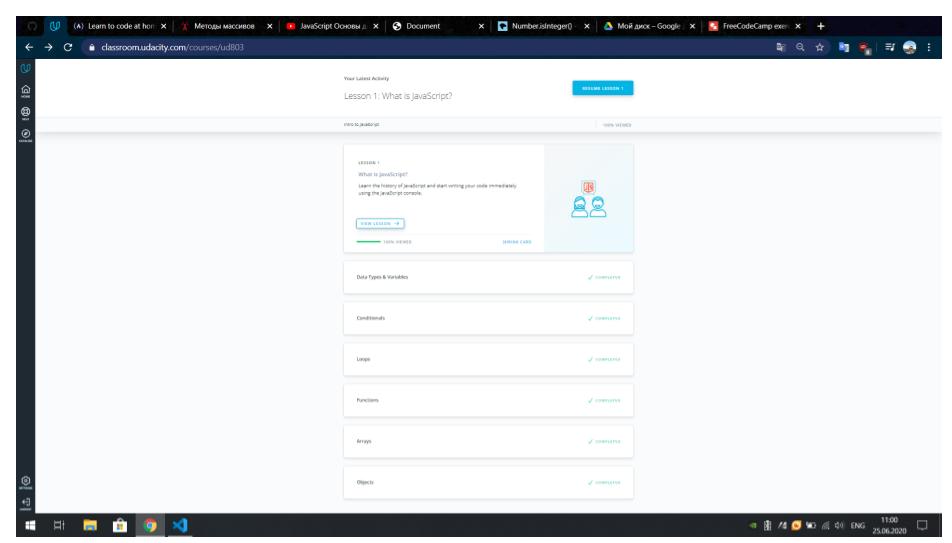 (A) Learn to code at hon
Методы массивов
JavaScript Основы д
Document
Number.isInteger()
Мой диск – Google
FreeCodeCamp exer
classroom.udacity.com/courses/ud803
HOME
CATALOG
Your Latest Activity
Lesson 1: What is JavaScript?
RESUME LESSON 1
Intro to JavaScript
100% VIEWED
LESSON 1
What is JavaScript?
Learn the history of JavaScript and start writing your code immediately
using the JavaScript console.
VIEW LESSON →
100% VIEWED
SHRINK CARD
Data Types & Variables
COMPLETED
Conditionals
COMPLETED
Loops
COMPLETED
Functions
COMPLETED
Arrays
COMPLETED
Objects
COMPLETED
SETTINGS
ENG
11:00
25.06.2020